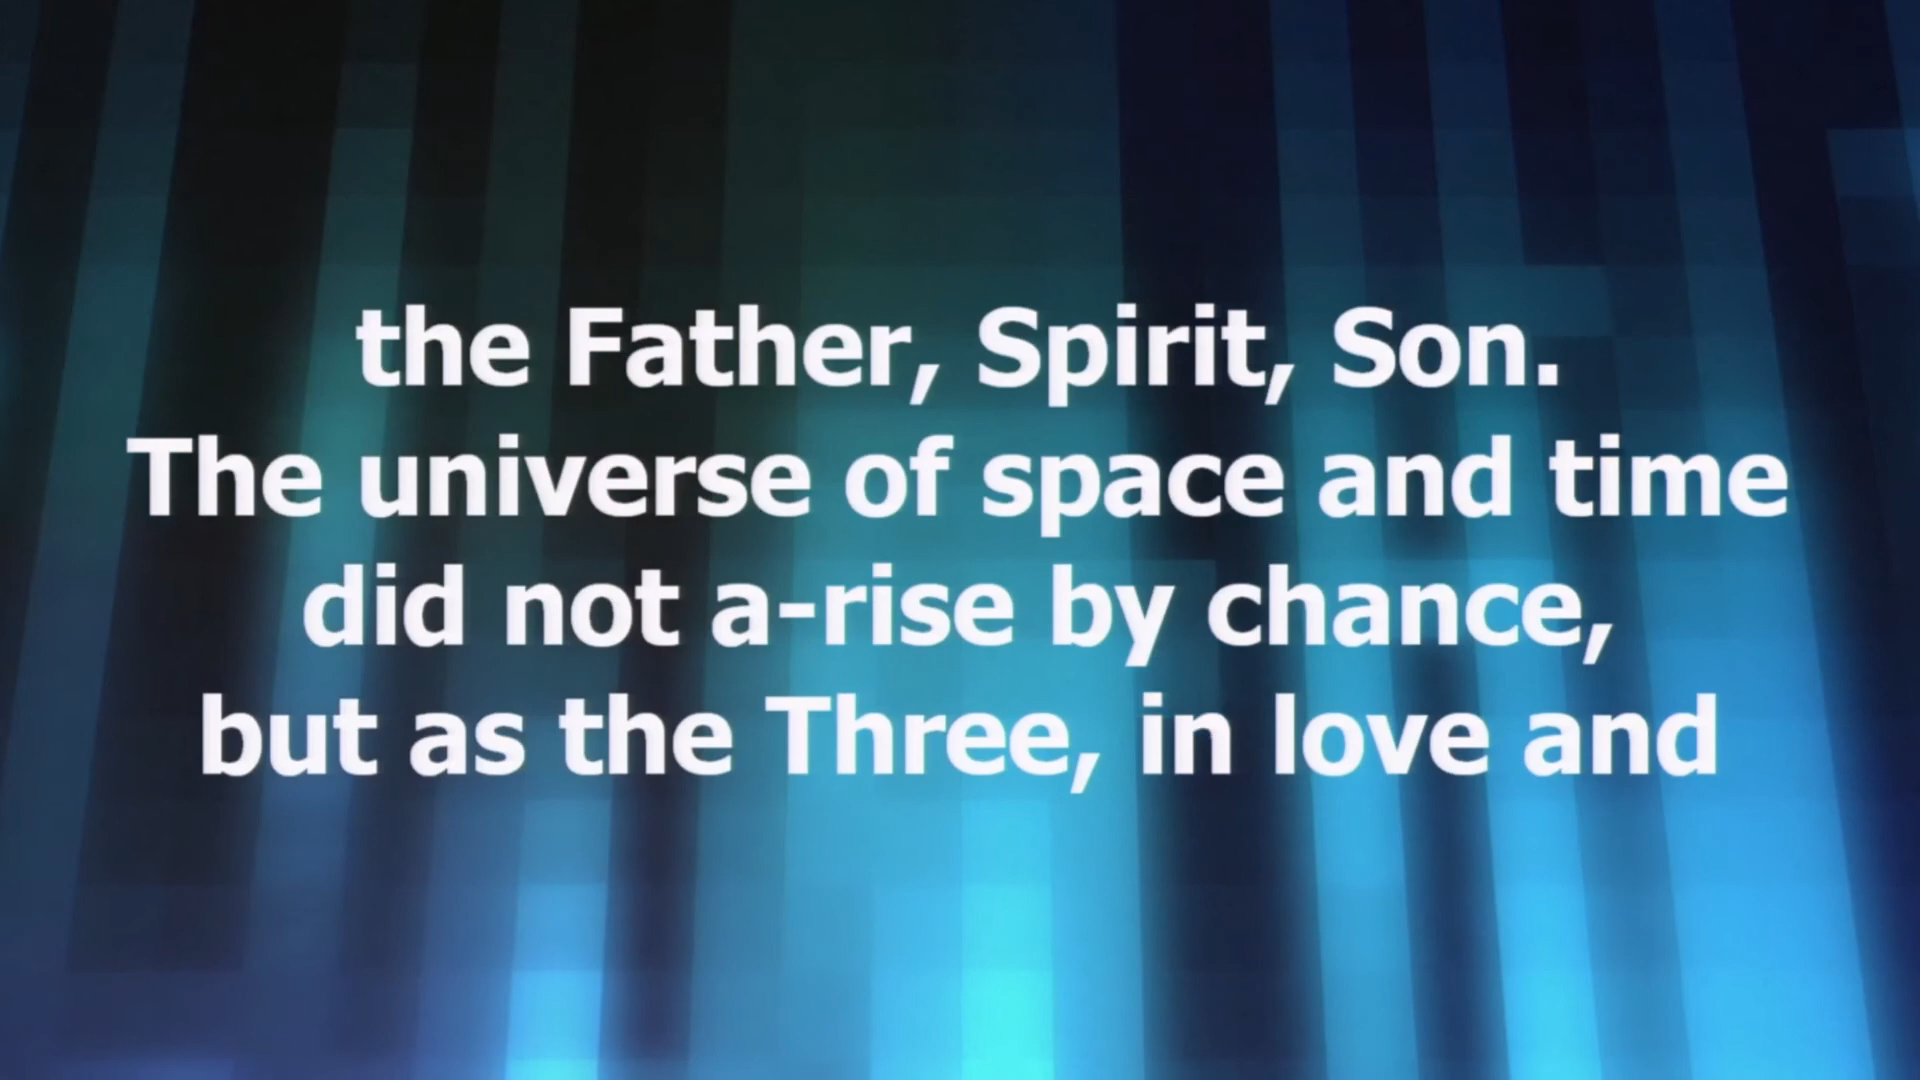 the Father, Spirit, Son.
The universe of space and time
did not a-rise by chance,
but as the Three, in love and